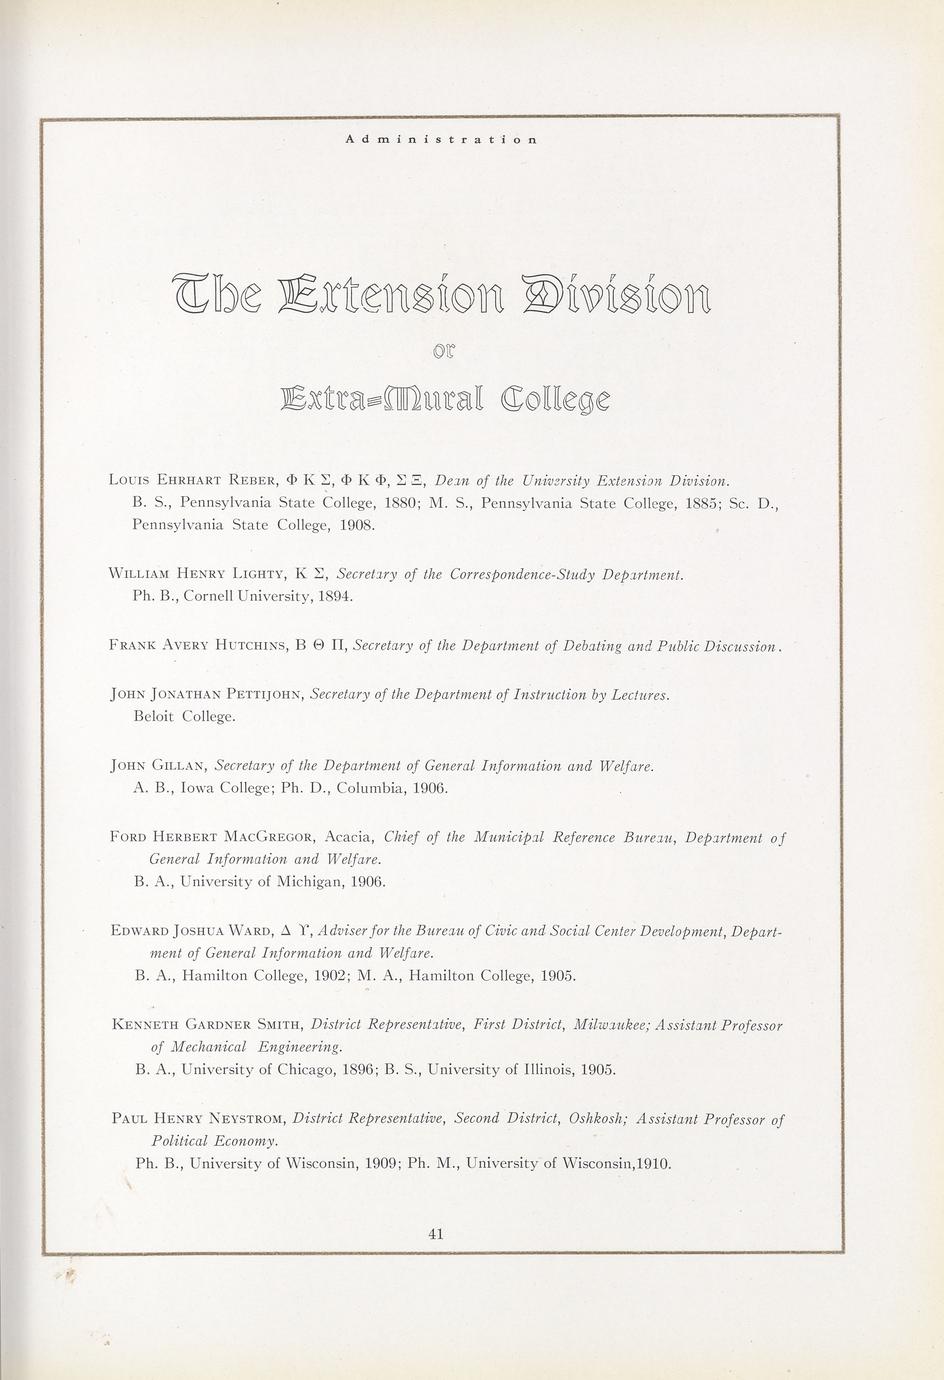 Administration
The Extension Division
or
Extra-Mural College
Louis Ehrhart Reber, Φ Κ Σ, Φ Κ Φ, Σ Ξ, Dean of the University Extension Division.
B. S., Pennsylvania State College, 1880; M. S., Pennsylvania State College, 1885; Sc. D.,
Pennsylvania State College, 1908.
William Henry Lighty, Κ Σ, Secretary of the Correspondence-Study Department.
Ph. B., Cornell University, 1894.
Frank Avery Hutchins, Β Θ Π, Secretary of the Department of Debating and Public Discussion.
John Jonathan Pettijohn, Secretary of the Department of Instruction by Lectures.
Beloit College.
John Gillan, Secretary of the Department of General Information and Welfare.
A. B., Iowa College; Ph. D., Columbia, 1906.
Ford Herbert MacGregor, Acacia, Chief of the Municipal Reference Bureau, Department of
General Information and Welfare.
B. A., University of Michigan, 1906.
Edward Joshua Ward, Δ Υ, Adviser for the Bureau of Civic and Social Center Development, Depart-
ment of General Information and Welfare.
B. A., Hamilton College, 1902; M. A., Hamilton College, 1905.
Kenneth Gardner Smith, District Representative, First District, Milwaukee; Assistant Professor
of Mechanical Engineering.
B. A., University of Chicago, 1896; B. S., University of Illinois, 1905.
Paul Henry Neystrom, District Representative, Second District, Oshkosh; Assistant Professor of
Political Economy.
Ph. B., University of Wisconsin, 1909; Ph. M., University of Wisconsin,1910.
41